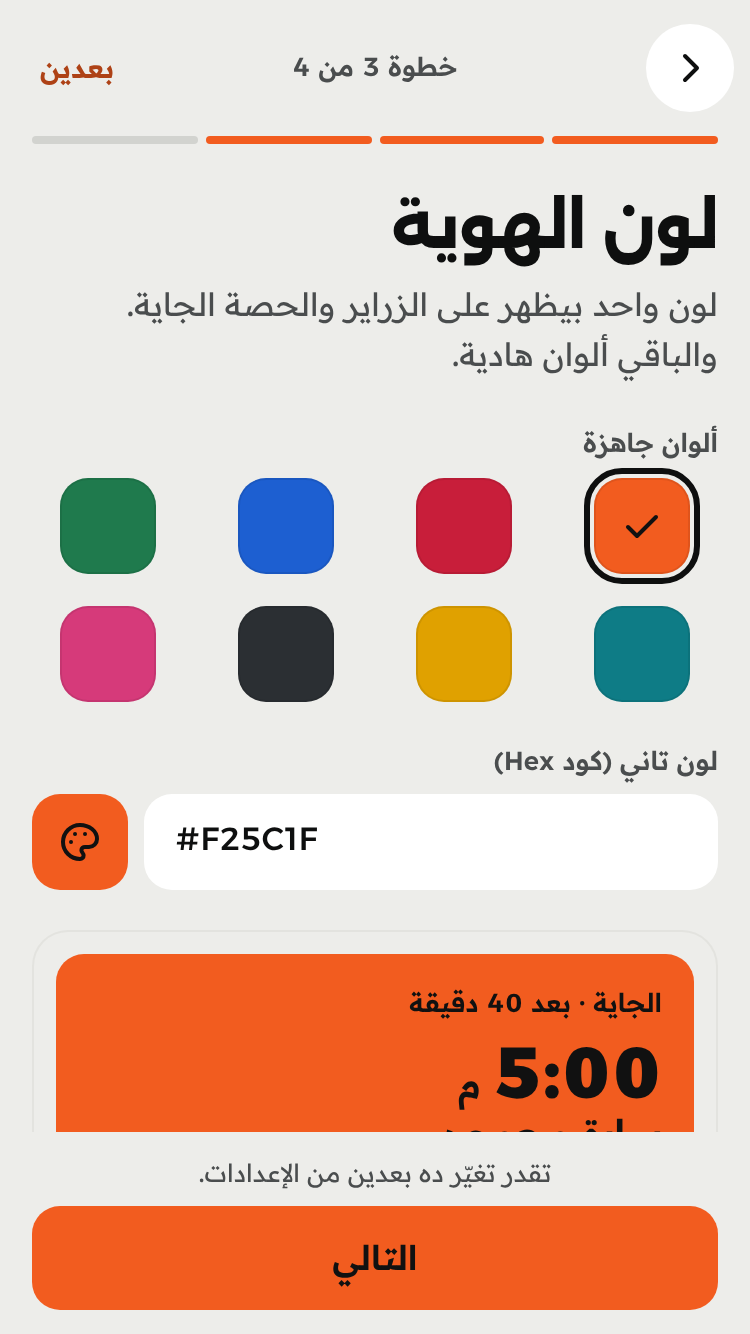 خطوة 3 من 4
بعدين
لون الهوية
لون واحد بيظهر على الزراير والحصة الجاية.
والباقي ألوان هادية.
ألوان جاهزة
لون تاني (كود Hex)
#F25C1F
الجاية · بعد 40 دقيقة
5:00 م
تقدر تغيّر ده بعدين من الإعدادات.
التالي